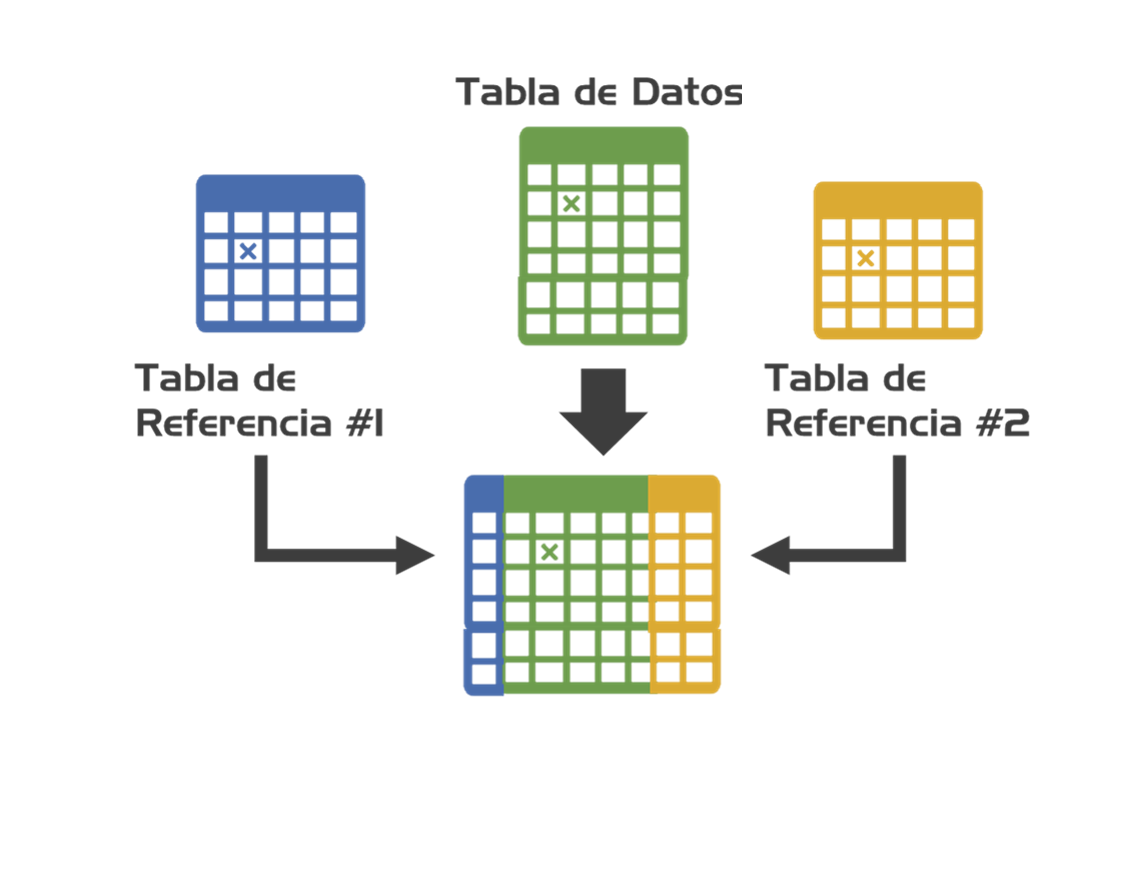 Tabla de Datos
Tabla de
Referencia #1
Tabla de
Referencia #2